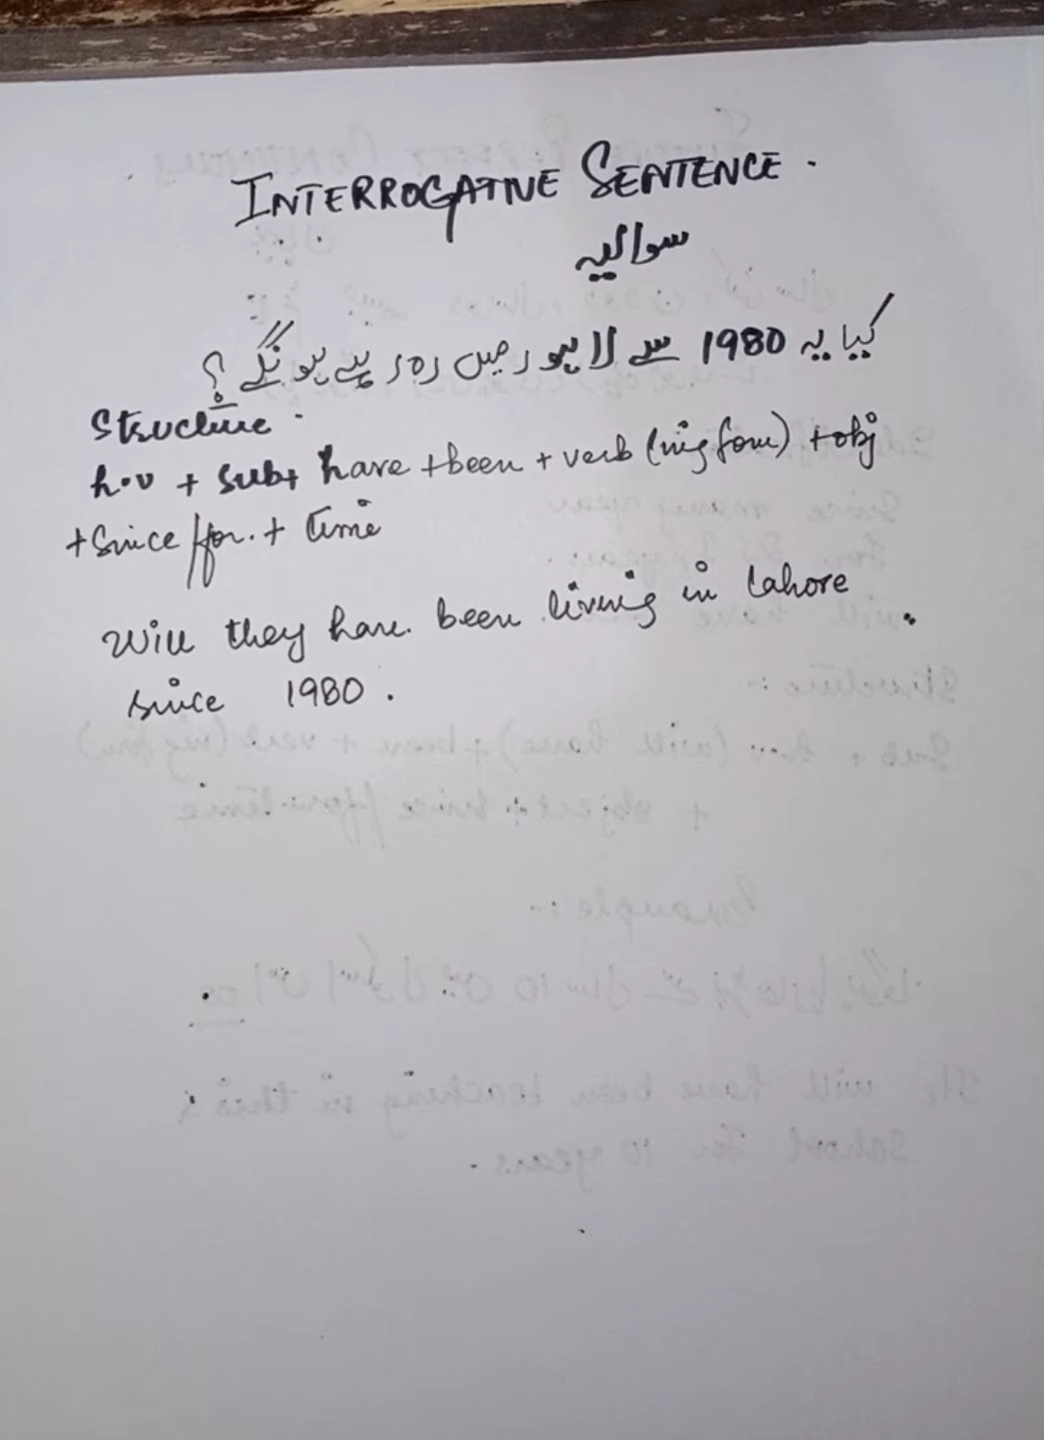 INTERROGATIVE SENTENCE.
سوالیہ
کیا یہ 1980 سے لاہور میں رہ رہے ہونگے ؟
Structure.
h.v + sub+ have +been + verb (ing form) +obj
+ Since/for. + time
Will they have been living in Lahore
since 1980.